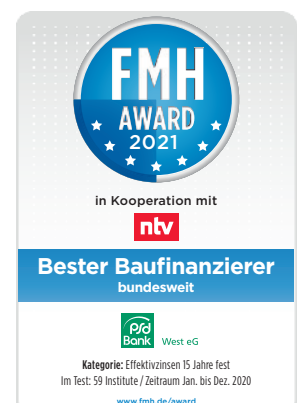 FMH
AWARD
2021
in Kooperation mit
ntv
Bester Baufinanzierer
bundesweit
PSD
Bank West eG
Kategorie: Effektivzinsen 15 Jahre fest
Im Test: 59 Institute / Zeitraum Jan. bis Dez. 2020
www.fmh.de/award